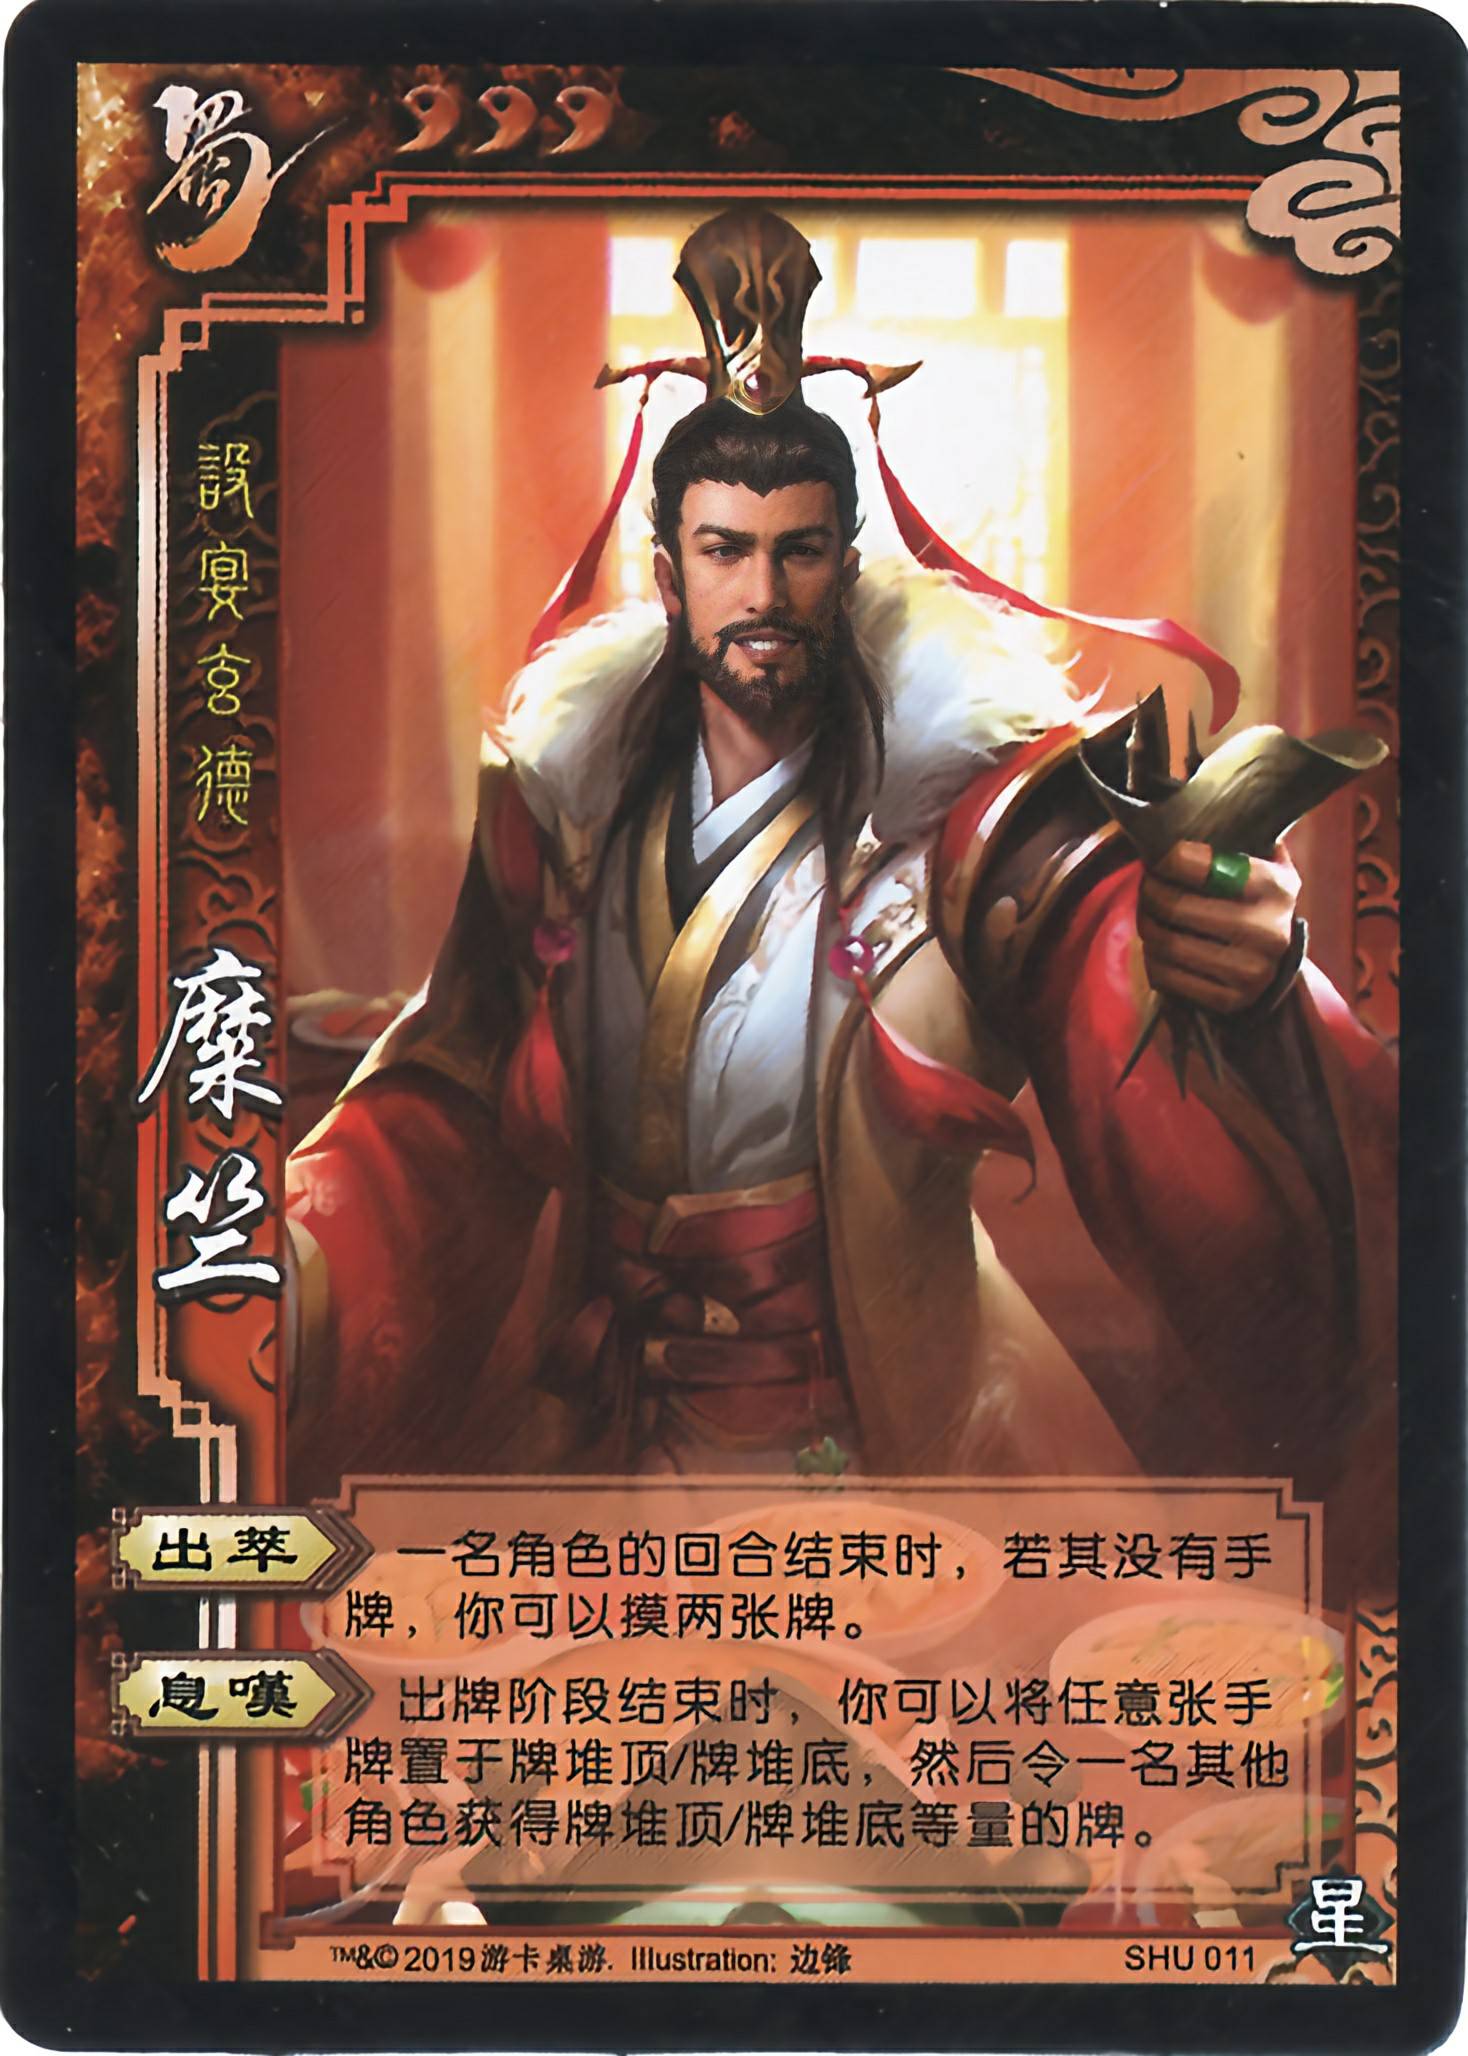 蜀
設宴玄德
糜竺
出萃
一名角色的回合结束时，若其没有手
牌，你可以摸两张牌。
息嘆
出牌阶段结束时，你可以将任意张手
牌置于牌堆顶/牌堆底，然后令一名其他
角色获得牌堆顶/牌堆底等量的牌。
™&©2019游卡桌游. Illustration: 边锋
SHU 011
星